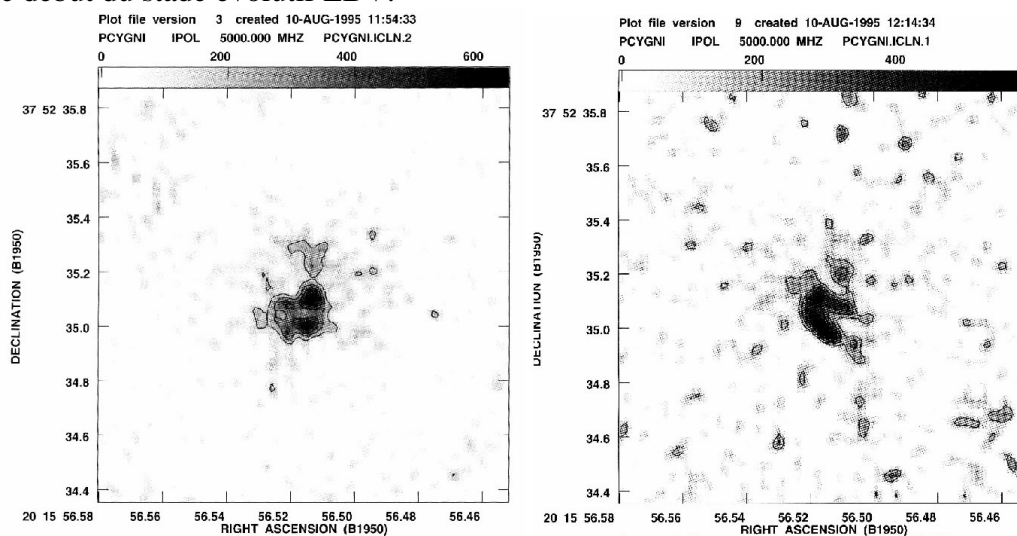 Plot file version 3 created 10-AUG-1995 11:54:33
PCYGNI IPOL 5000.000 MHZ PCYGNI.ICLN.2
0 200 400 600
DECLINATION (B1950)
37 52 35.8
35.6
35.4
35.2
35.0
34.8
34.6
34.4
20 15 56.58 56.56 56.54 56.52 56.50 56.48 56.46
RIGHT ASCENSION (B1950)
Plot file version 9 created 10-AUG-1995 12:14:34
PCYGNI IPOL 5000.000 MHZ PCYGNI.ICLN.1
0 200 400
DECLINATION (B1950)
37 52 35.8
35.6
35.4
35.2
35.0
34.8
34.6
34.4
20 15 56.58 56.56 56.54 56.52 56.50 56.48 56.46
RIGHT ASCENSION (B1950)